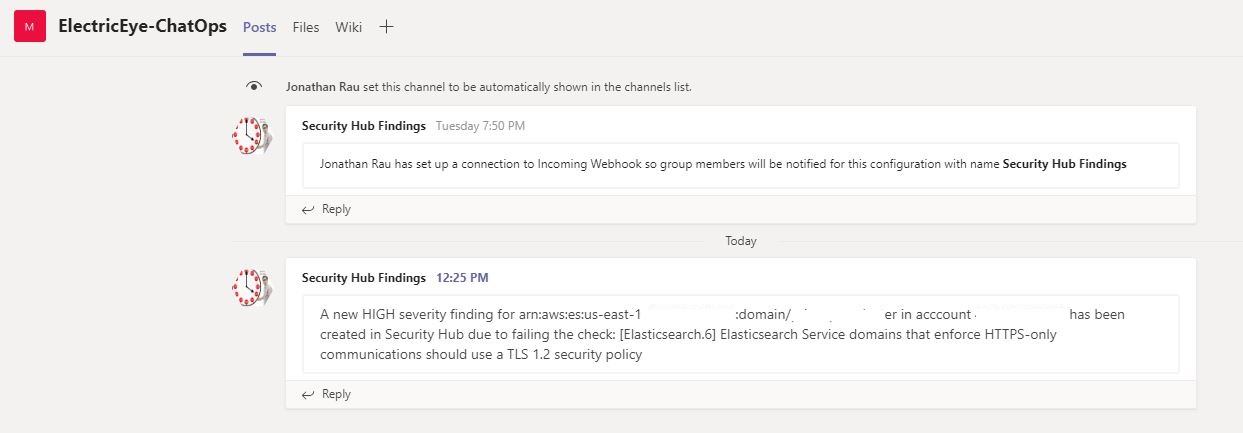 M ElectricEye-ChatOps Posts Files Wiki +
Jonathan Rau set this channel to be automatically shown in the channels list.
Security Hub Findings Tuesday 7:50 PM
Jonathan Rau has set up a connection to Incoming Webhook so group members will be notified for this configuration with name Security Hub Findings
Reply
Today
Security Hub Findings 12:25 PM
A new HIGH severity finding for arn:aws:es:us-east-1 :domain/ er in acccount has been
created in Security Hub due to failing the check: [Elasticsearch.6] Elasticsearch Service domains that enforce HTTPS-only
communications should use a TLS 1.2 security policy
Reply